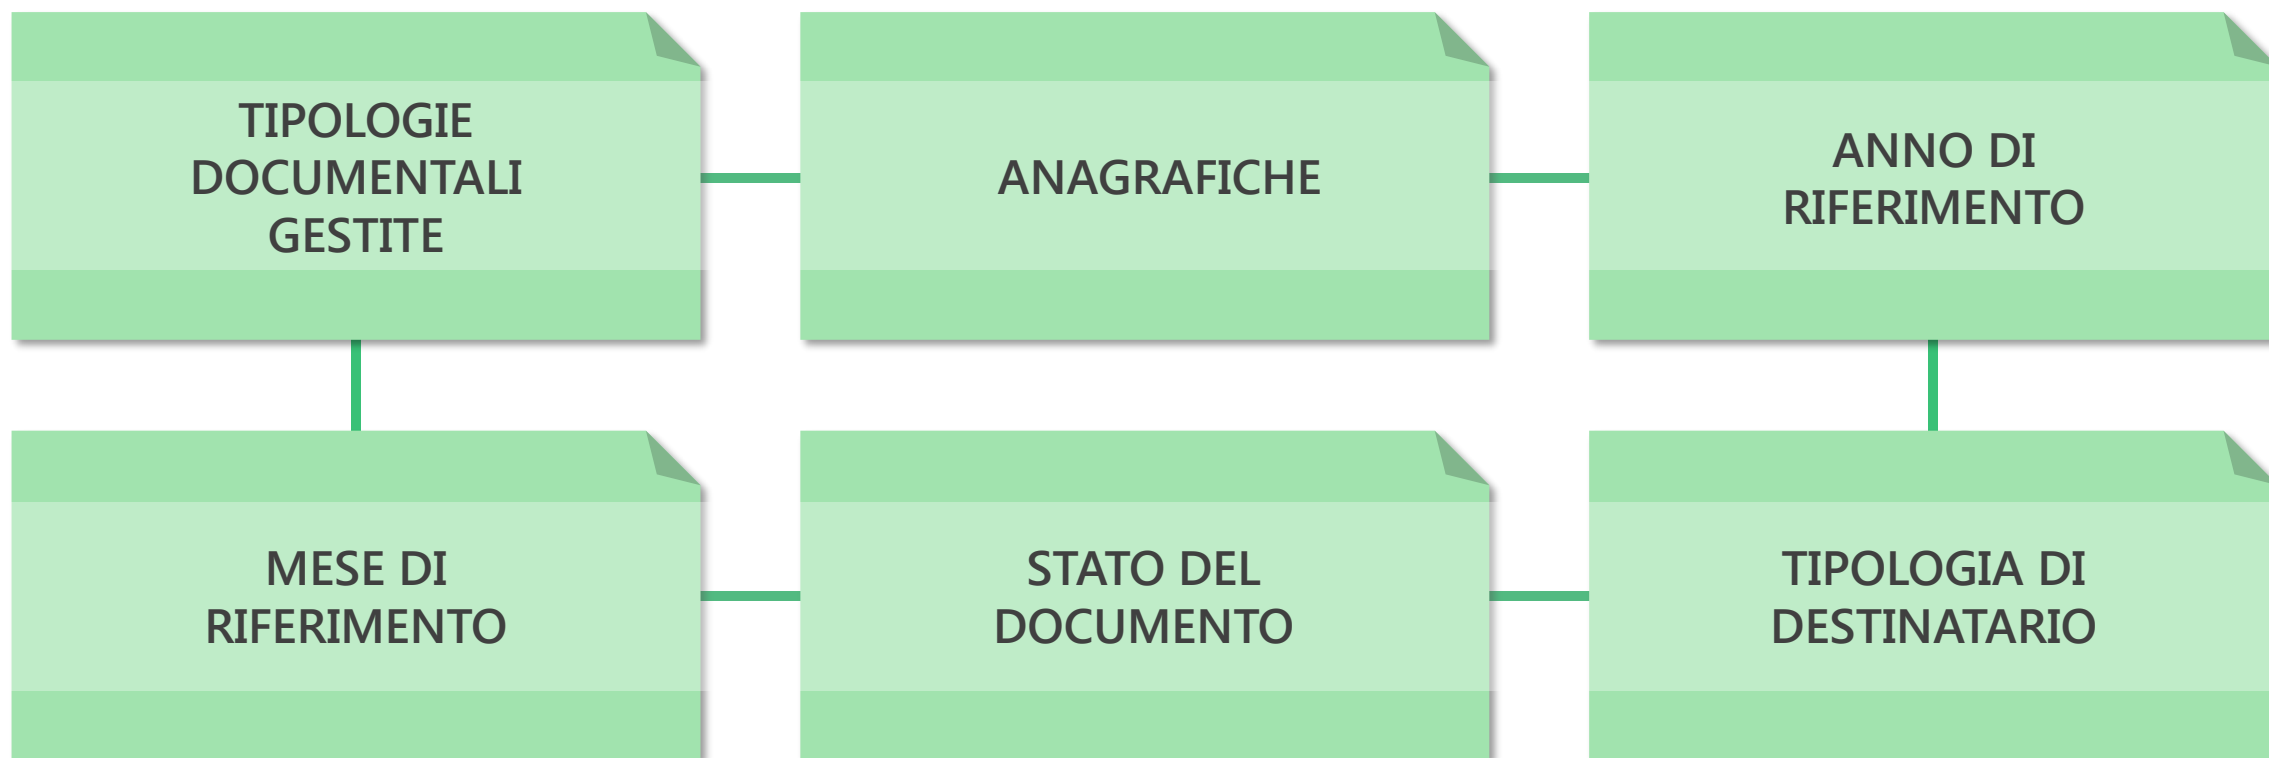 TIPOLOGIE
DOCUMENTALI
GESTITE
ANAGRAFICHE
ANNO DI
RIFERIMENTO
MESE DI
RIFERIMENTO
STATO DEL
DOCUMENTO
TIPOLOGIA DI
DESTINATARIO